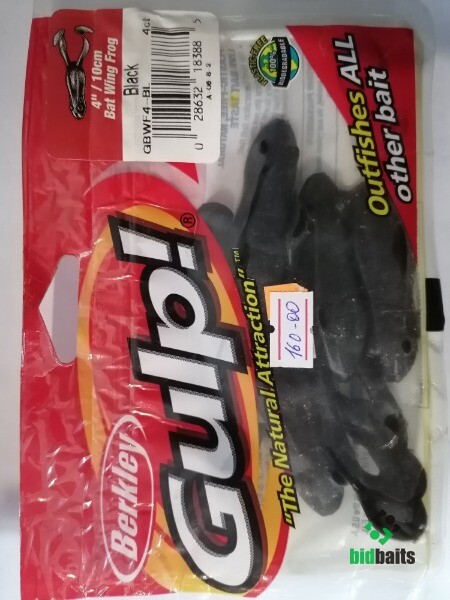 4" / 10cm
Bat Wing Frog
Black
4ct
GBWF4-BL
0 28632 18388 5
100%
BIODEGRADABLE
Outfishes ALL
other bait
Berkley
Gulp!®
"The Natural Attraction"™
160-00
bidbaits